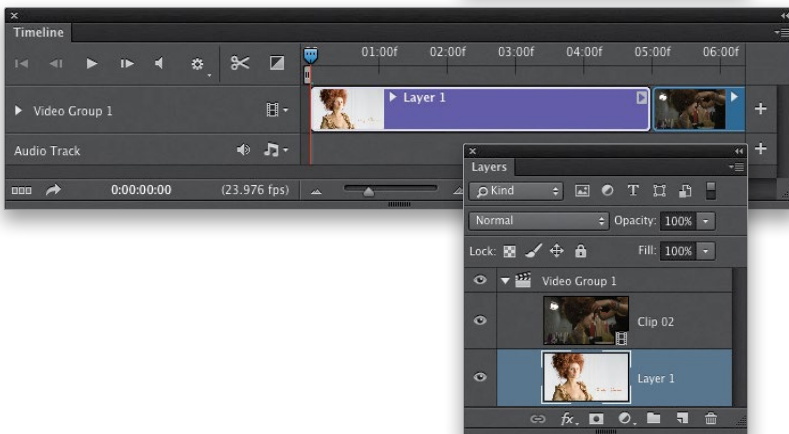 Timeline
01:00f 02:00f 03:00f 04:00f 05:00f 06:00f
Video Group 1
Layer 1
Audio Track
0:00:00:00 (23.976 fps)
Layers
Kind
Normal Opacity: 100%
Lock: Fill: 100%
Video Group 1
Clip 02
Layer 1